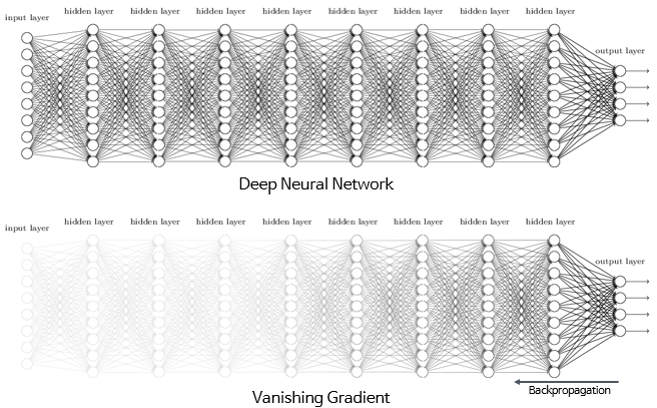 input layer
hidden layer hidden layer hidden layer hidden layer hidden layer hidden layer hidden layer hidden layer
output layer
Deep Neural Network
input layer
hidden layer hidden layer hidden layer hidden layer hidden layer hidden layer hidden layer hidden layer
output layer
Backpropagation
Vanishing Gradient